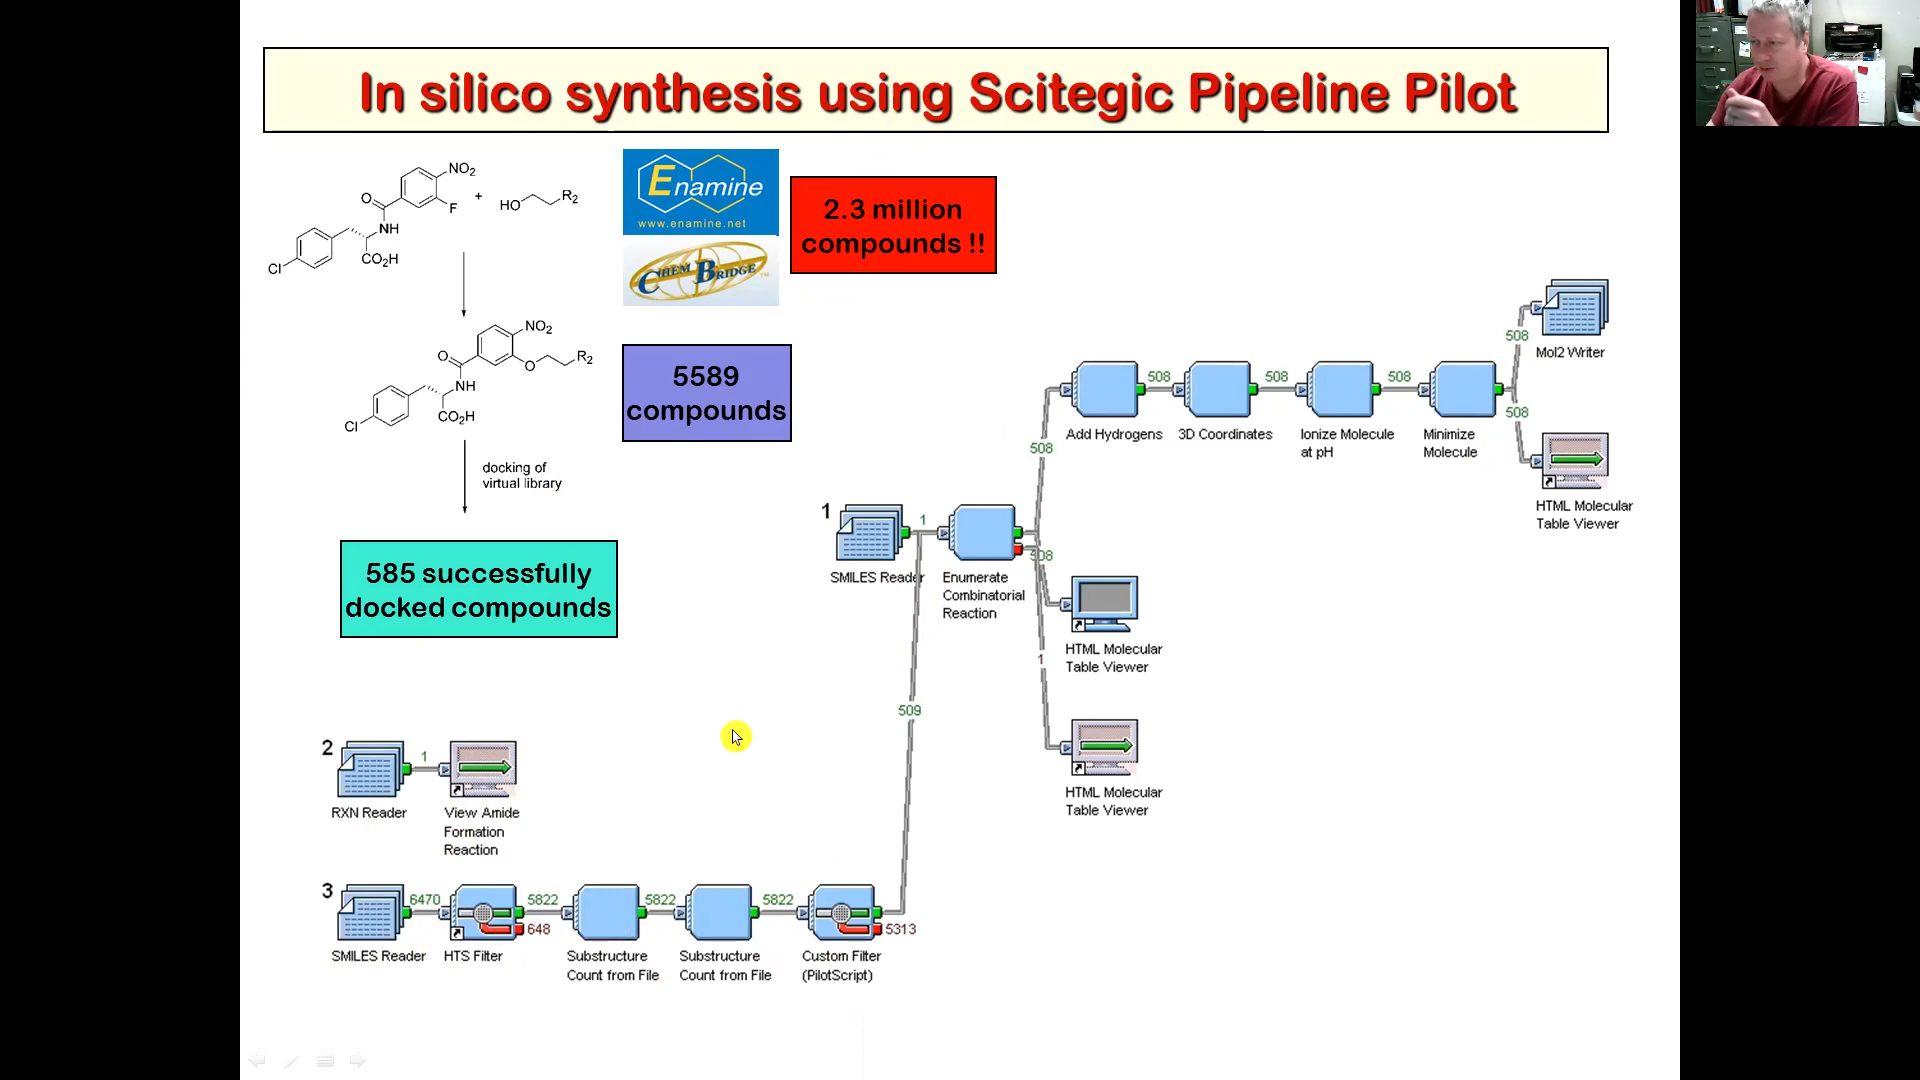 In silico synthesis using Scitegic Pipeline Pilot
NO2
O
F
NH
Cl
CO2H
+
HO
R2
Enamine
www.enamine.net
CHEM BRIDGE™
2.3 million
compounds !!
NO2
O
O
R2
NH
Cl
CO2H
5589
compounds
docking of
virtual library
585 successfully
docked compounds
1
SMILES Reader
1
Enumerate
Combinatorial
Reaction
508
508
1
Add Hydrogens
508
3D Coordinates
508
Ionize Molecule
at pH
508
Minimize
Molecule
508
508
Mol2 Writer
HTML Molecular
Table Viewer
HTML Molecular
Table Viewer
HTML Molecular
Table Viewer
509
2
RXN Reader
1
View Amide
Formation
Reaction
3
SMILES Reader
6470
HTS Filter
5822
648
Substructure
Count from File
5822
Substructure
Count from File
5822
Custom Filter
(PilotScript)
5313